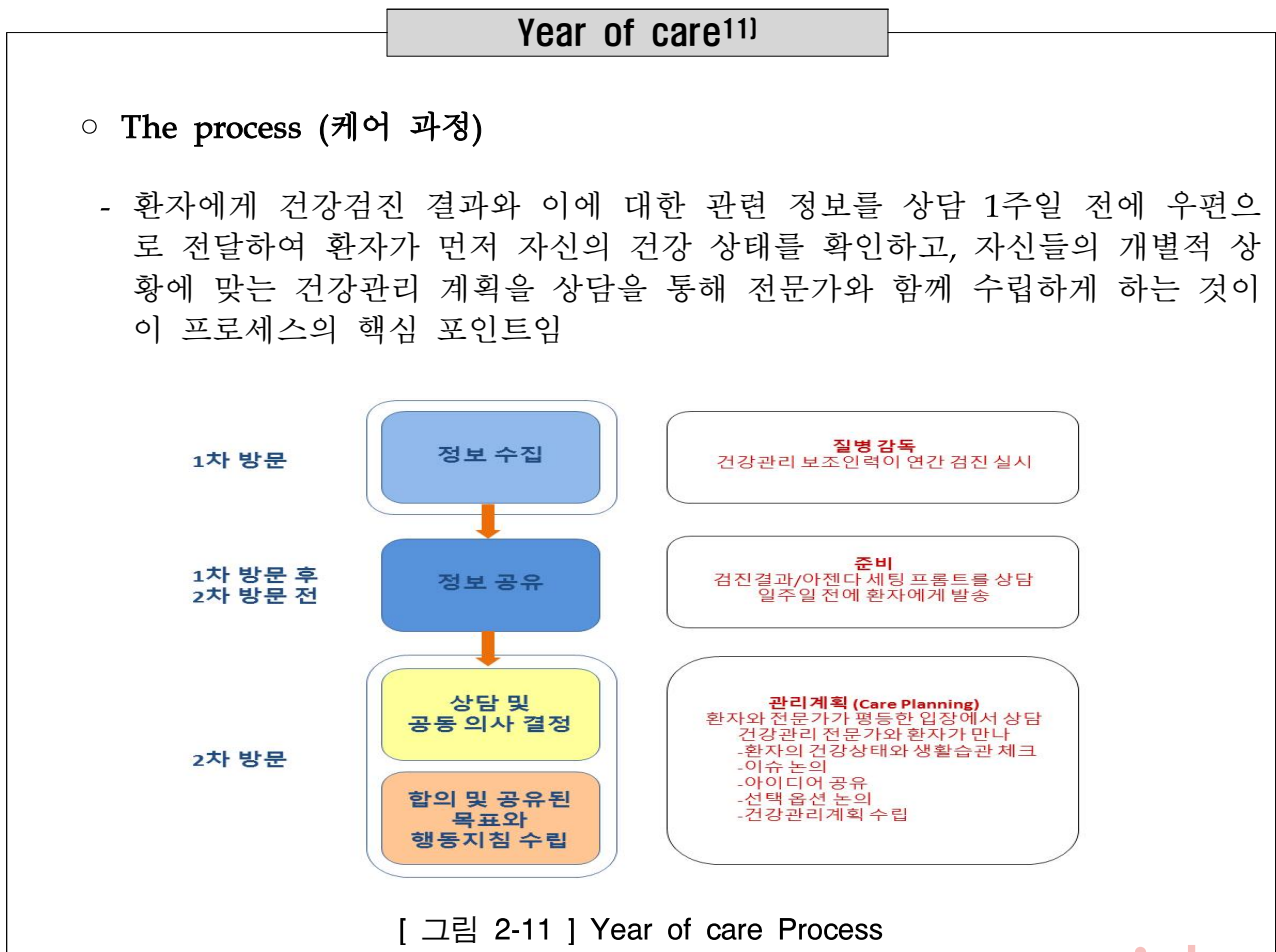 Year of care11)
○ The process (케어 과정)
- 환자에게 건강검진 결과와 이에 대한 관련 정보를 상담 1주일 전에 우편으
로 전달하여 환자가 먼저 자신의 건강 상태를 확인하고, 자신들의 개별적 상
황에 맞는 건강관리 계획을 상담을 통해 전문가와 함께 수립하게 하는 것이
이 프로세스의 핵심 포인트임
1차 방문
정보 수집
질병 감독
건강관리 보조인력이 연간 검진 실시
1차 방문 후
2차 방문 전
정보 공유
준비
검진결과/아젠다 세팅 프롬트를 상담
일주일 전에 환자에게 발송
2차 방문
상담 및
공동 의사 결정
합의 및 공유된
목표와
행동지침 수립
관리계획 (Care Planning)
환자와 전문가가 평등한 입장에서 상담
건강관리 전문가와 환자가 만나
-환자의 건강상태와 생활습관 체크
-이슈 논의
-아이디어 공유
-선택 옵션 논의
-건강관리계획 수립
[ 그림 2-11 ] Year of care Process